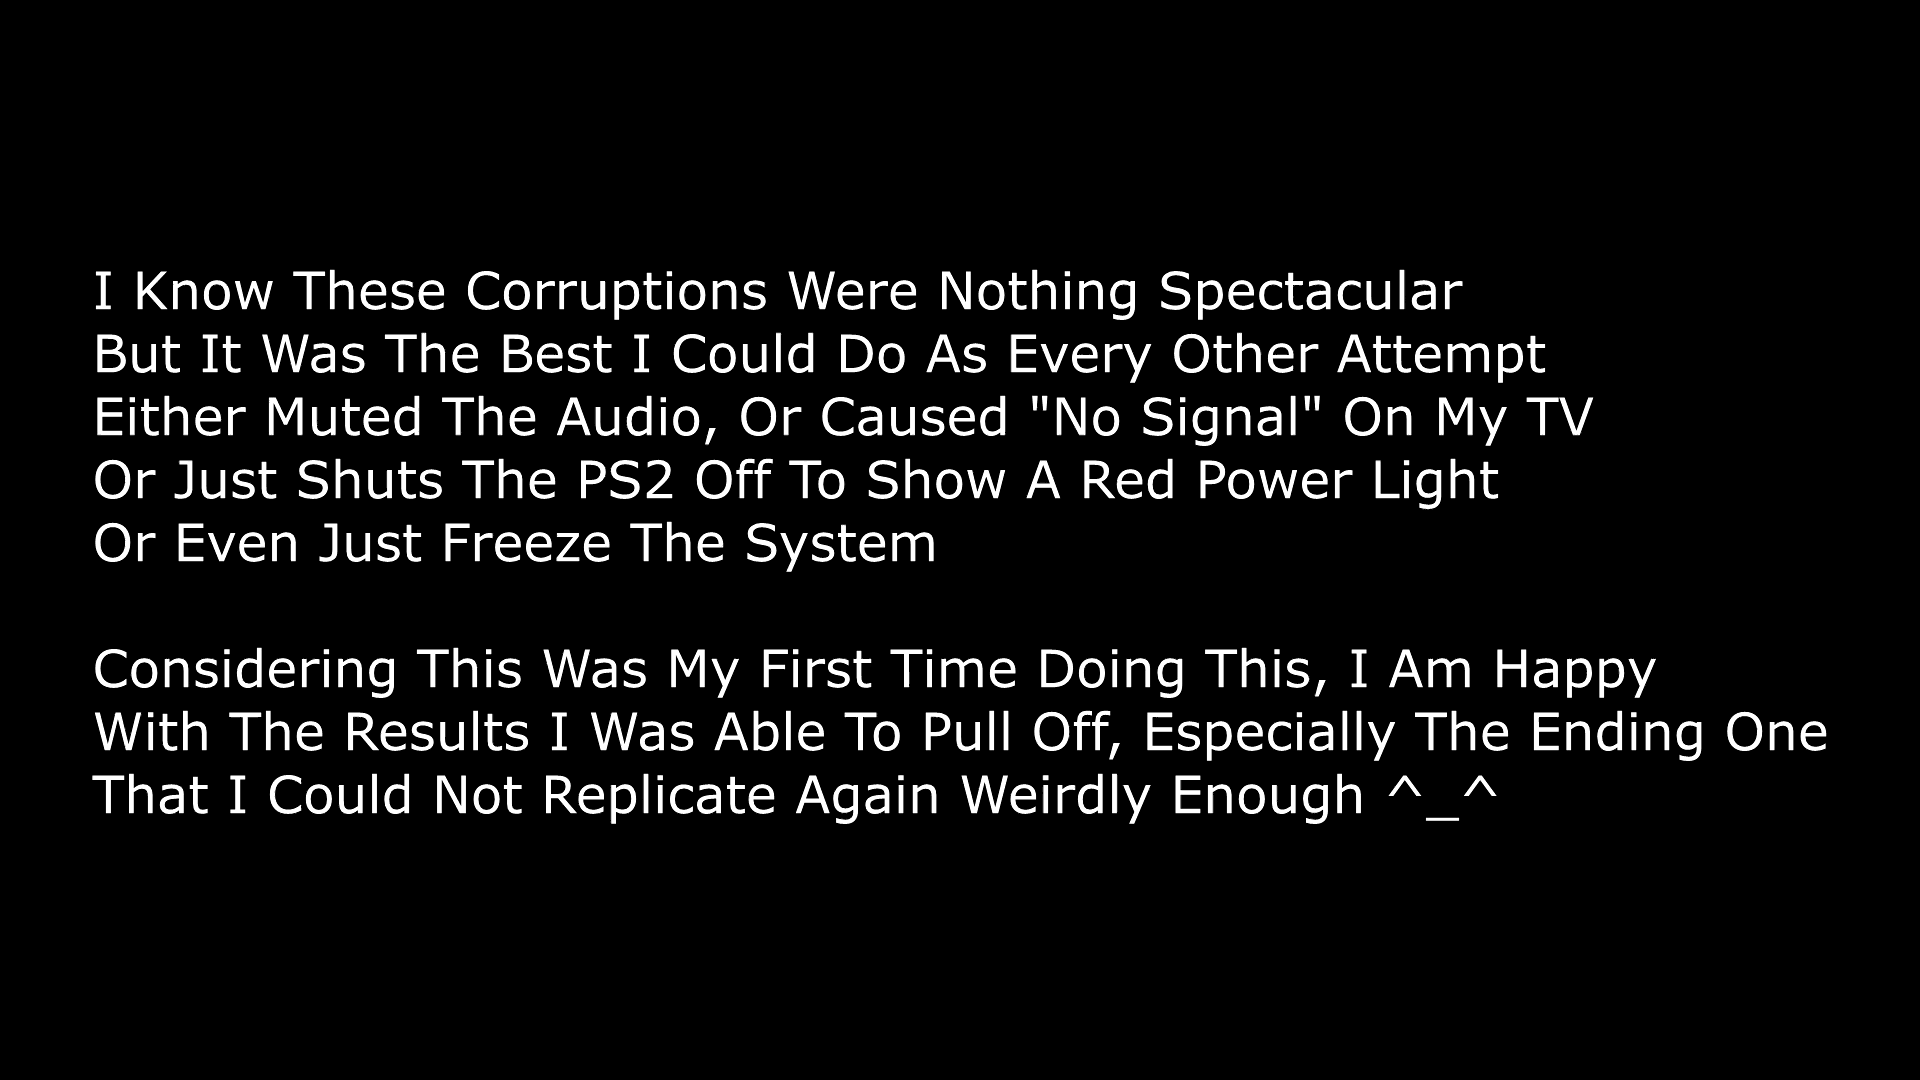 I Know These Corruptions Were Nothing Spectacular
But It Was The Best I Could Do As Every Other Attempt
Either Muted The Audio, Or Caused "No Signal" On My TV
Or Just Shuts The PS2 Off To Show A Red Power Light
Or Even Just Freeze The System
Considering This Was My First Time Doing This, I Am Happy
With The Results I Was Able To Pull Off, Especially The Ending One
That I Could Not Replicate Again Weirdly Enough ^_^